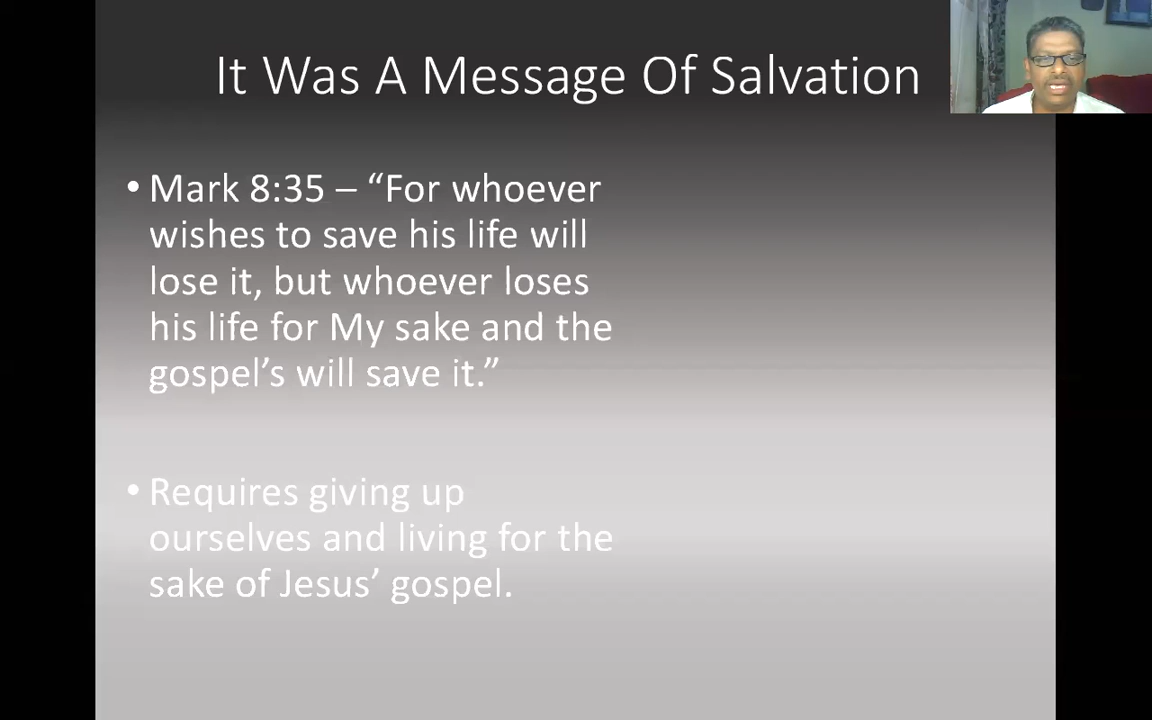 It Was A Message Of Salvation
• Mark 8:35 – “For whoever
wishes to save his life will
lose it, but whoever loses
his life for My sake and the
gospel’s will save it.”
• Requires giving up
ourselves and living for the
sake of Jesus’ gospel.